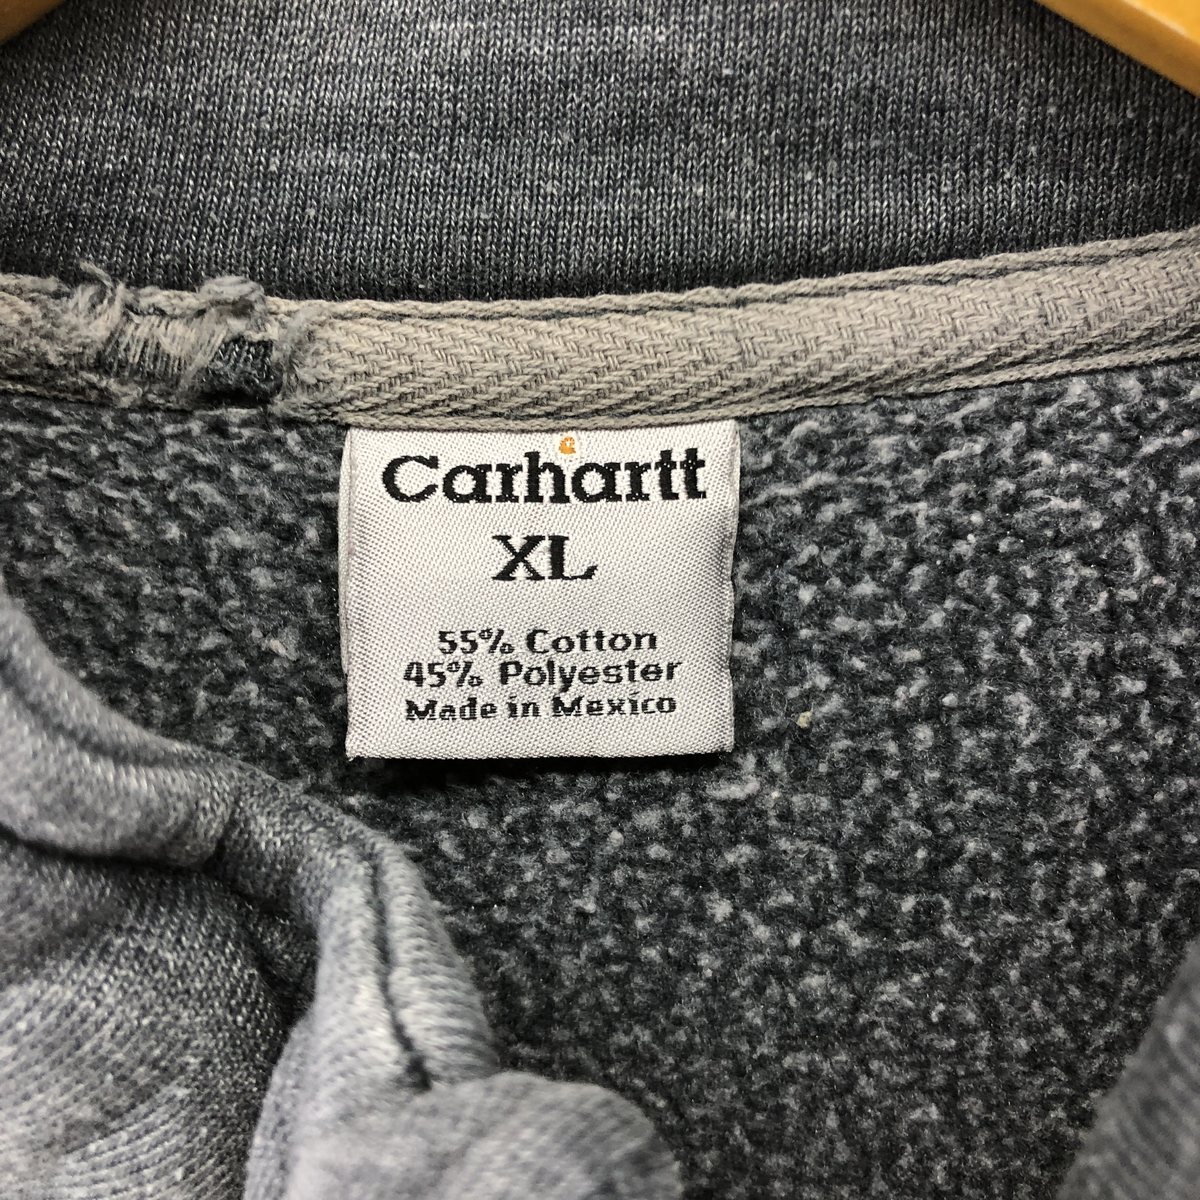 Carhartt
XL
55% Cotton
45% Polyester
Made in Mexico